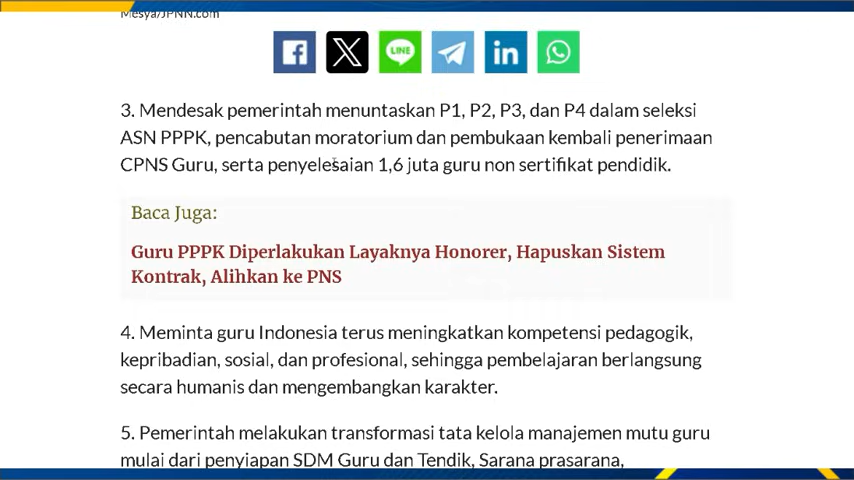 Mesya/JPNN.com
LINE
3. Mendesak pemerintah menuntaskan P1, P2, P3, dan P4 dalam seleksi
ASN PPPK, pencabutan moratorium dan pembukaan kembali penerimaan
CPNS Guru, serta penyelesaian 1,6 juta guru non sertifikat pendidik.
Baca Juga:
Guru PPPK Diperlakukan Layaknya Honorer, Hapuskan Sistem
Kontrak, Alihkan ke PNS
4. Meminta guru Indonesia terus meningkatkan kompetensi pedagogik,
kepribadian, sosial, dan profesional, sehingga pembelajaran berlangsung
secara humanis dan mengembangkan karakter.
5. Pemerintah melakukan transformasi tata kelola manajemen mutu guru
mulai dari penyiapan SDM Guru dan Tendik, Sarana prasarana,